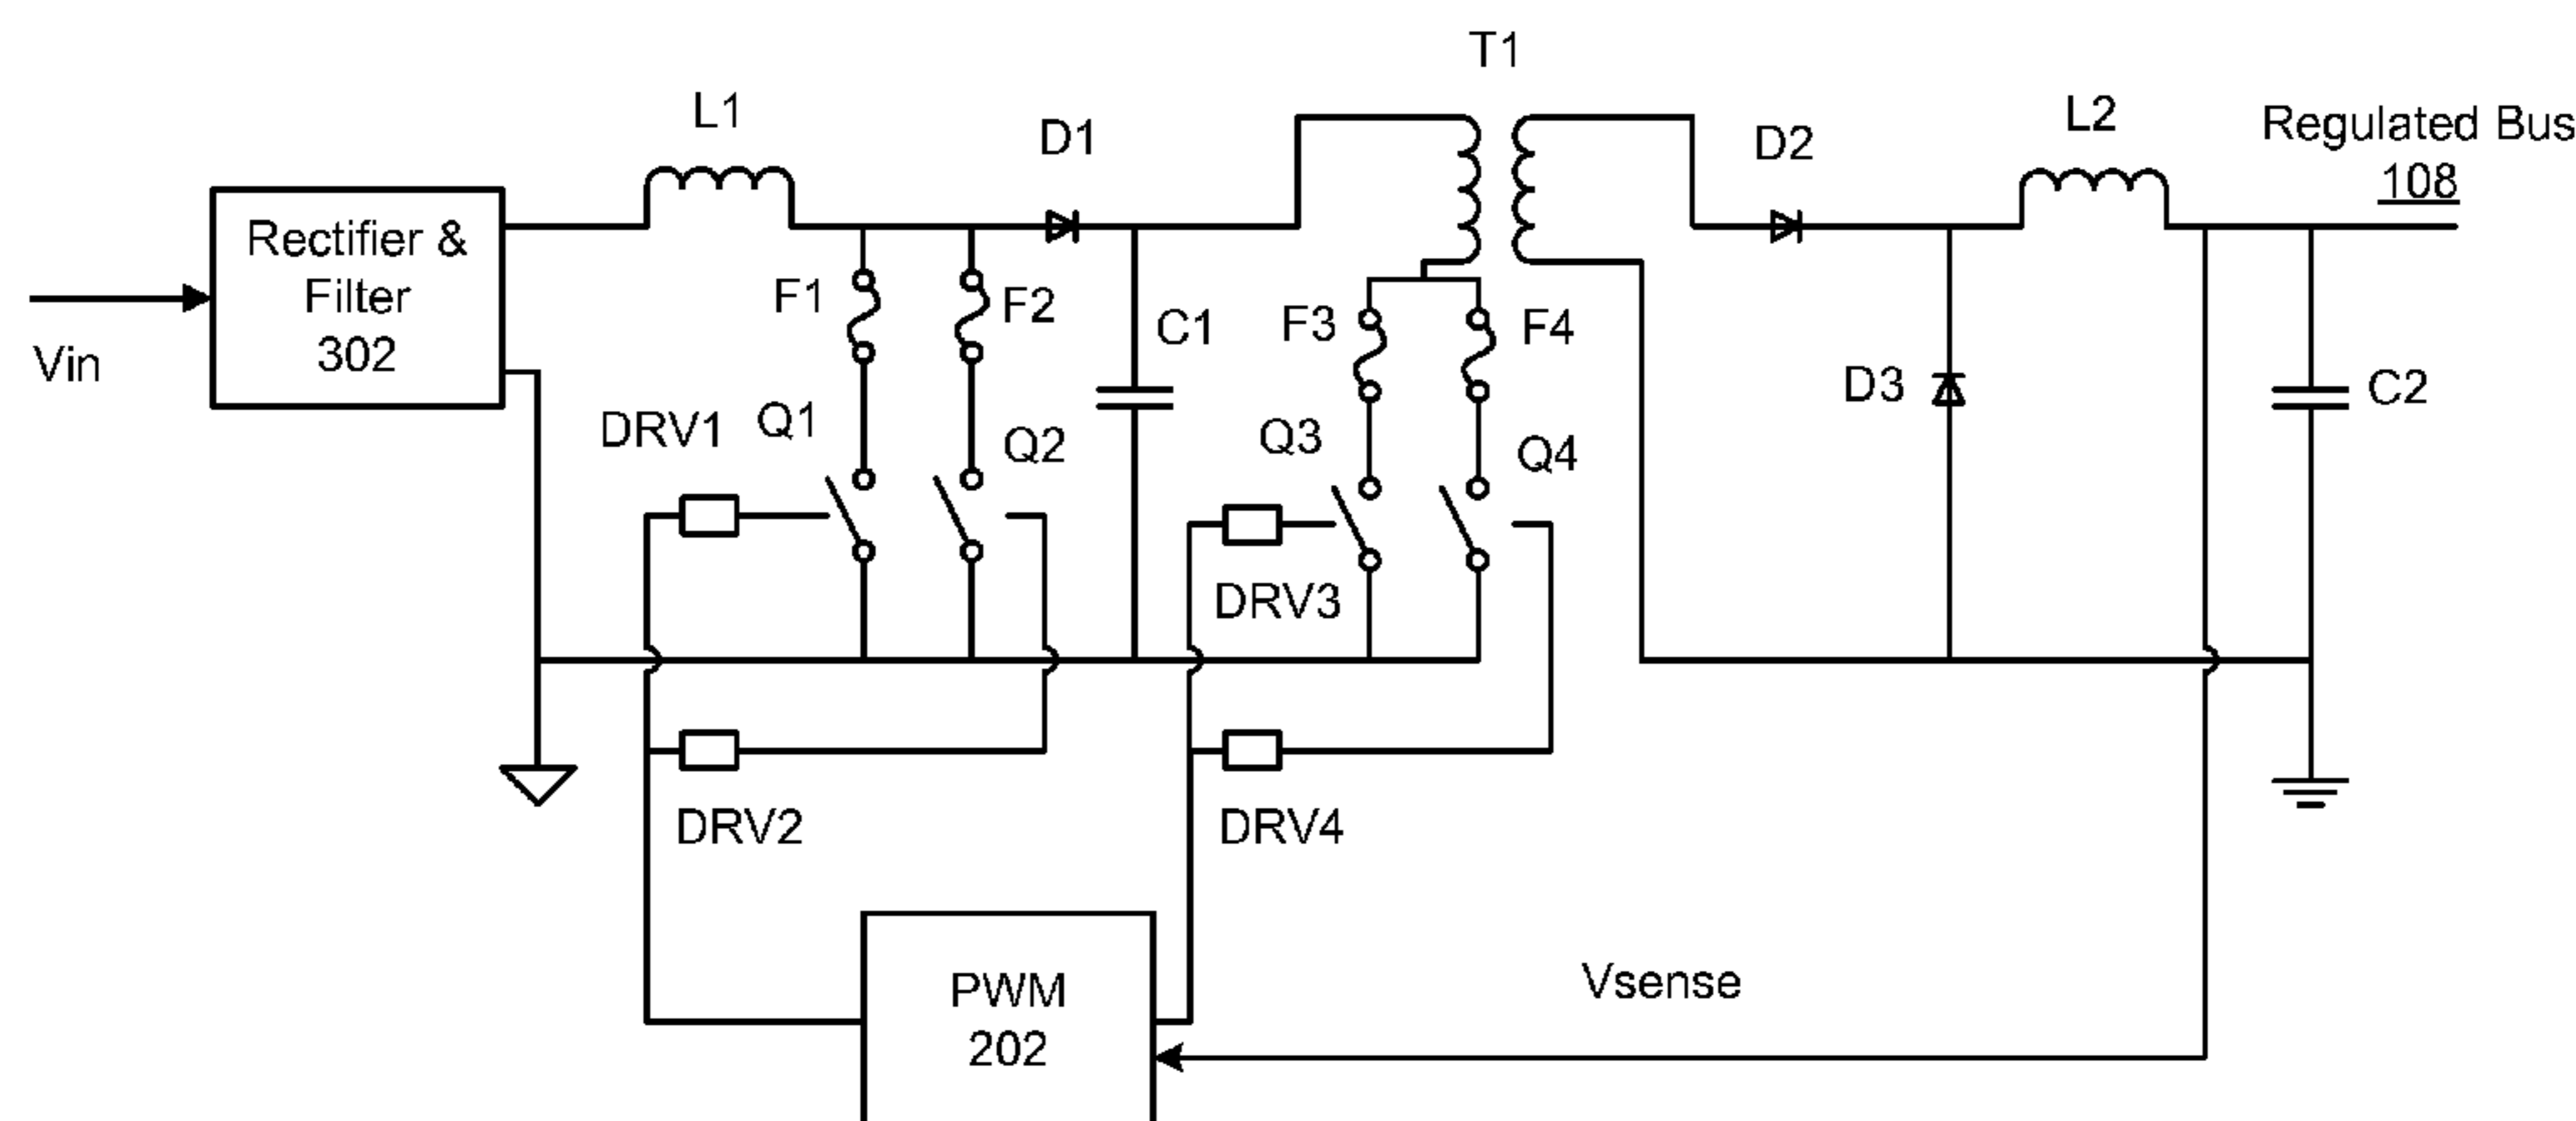 T1
L1
D1
L2
D2
Regulated Bus
108
Rectifier &
Filter
302
Vin
F1
F2
C1
F3
F4
D3
C2
DRV1
Q1
Q2
Q3
Q4
DRV3
DRV2
DRV4
PWM
202
Vsense